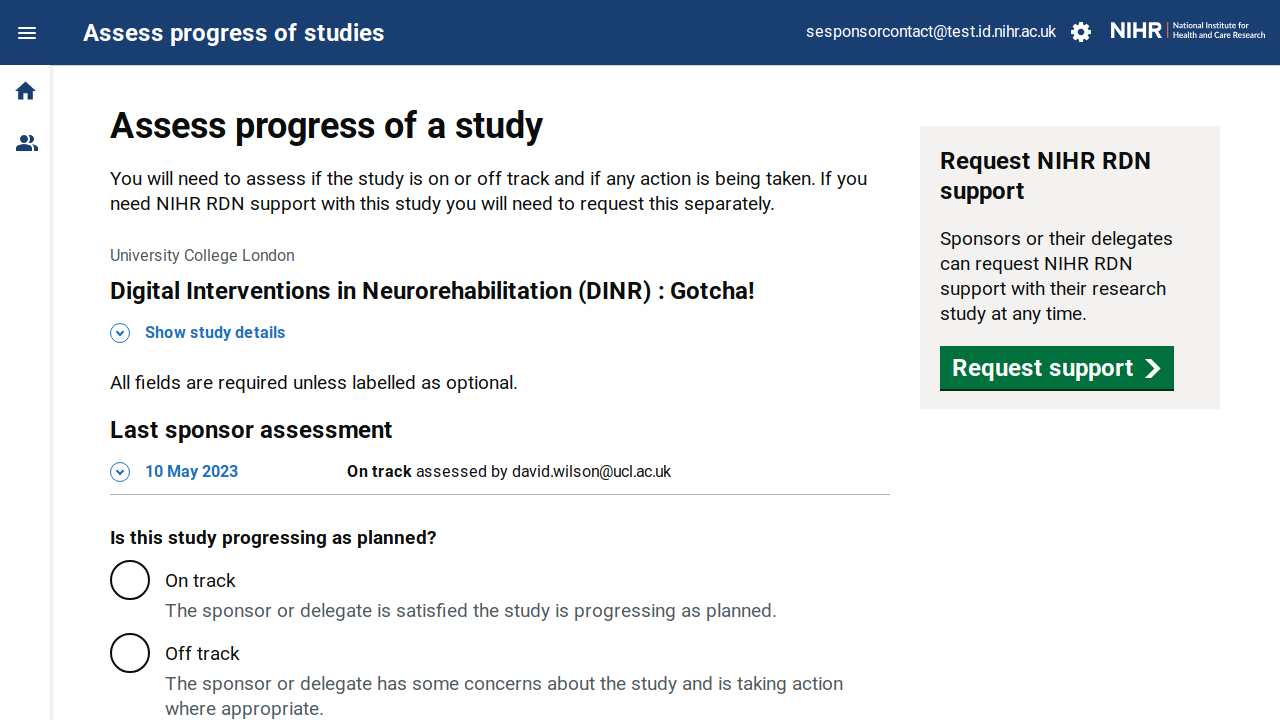 Assess progress of studies
sesponsorcontact@test.id.nihr.ac.uk
NIHR
National Institute for
Health and Care Research
Assess progress of a study
You will need to assess if the study is on or off track and if any action is being taken. If you
need NIHR RDN support with this study you will need to request this separately.
University College London
Digital Interventions in Neurorehabilitation (DINR) : Gotcha!
Show study details
All fields are required unless labelled as optional.
Last sponsor assessment
10 May 2023 On track assessed by david.wilson@ucl.ac.uk
Is this study progressing as planned?
On track
The sponsor or delegate is satisfied the study is progressing as planned.
Off track
The sponsor or delegate has some concerns about the study and is taking action
where appropriate.
Request NIHR RDN
support
Sponsors or their delegates
can request NIHR RDN
support with their research
study at any time.
Request support